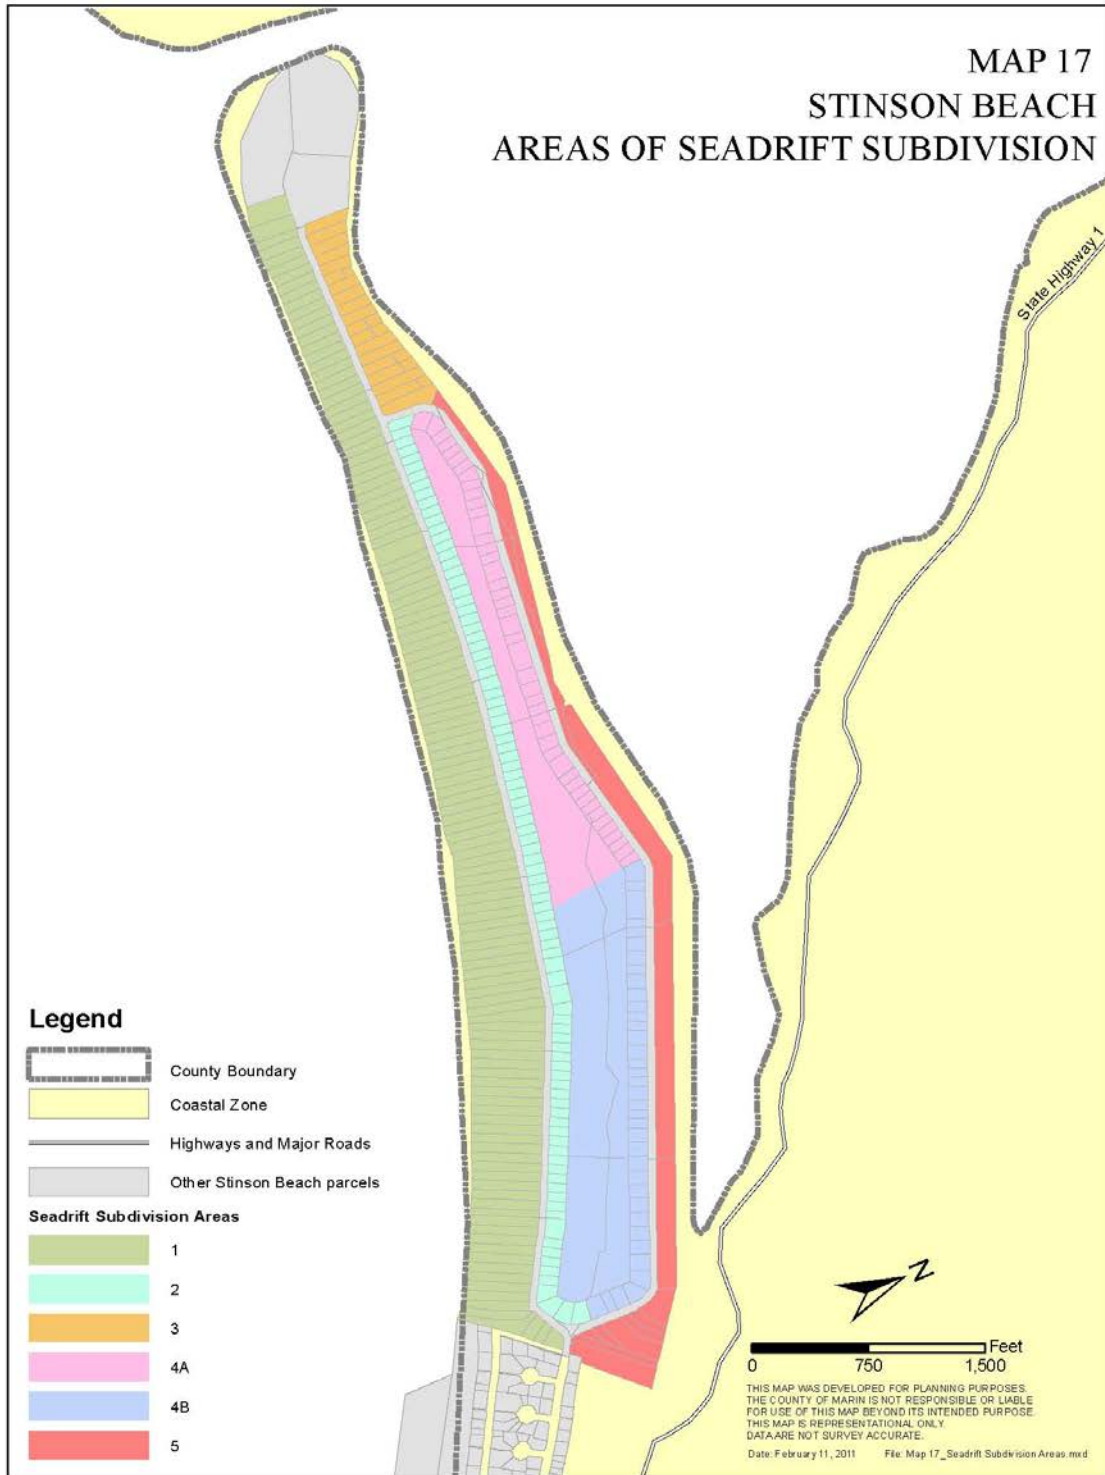 MAP 17
STINSON BEACH
AREAS OF SEADRIFT SUBDIVISION
State Highway 1
Legend
County Boundary
Coastal Zone
Highways and Major Roads
Other Stinson Beach parcels
Seadrift Subdivision Areas
1
2
3
4A
4B
5
N
Feet
0 750 1,500
THIS MAP WAS DEVELOPED FOR PLANNING PURPOSES.
THE COUNTY OF MARIN IS NOT RESPONSIBLE OR LIABLE
FOR USE OF THIS MAP BEYOND ITS INTENDED PURPOSE.
THIS MAP IS REPRESENTATIONAL ONLY.
DATA ARE NOT SURVEY ACCURATE.
Date: February 11, 2011 File: Map 17_Seadrift Subdivision Areas.mxd